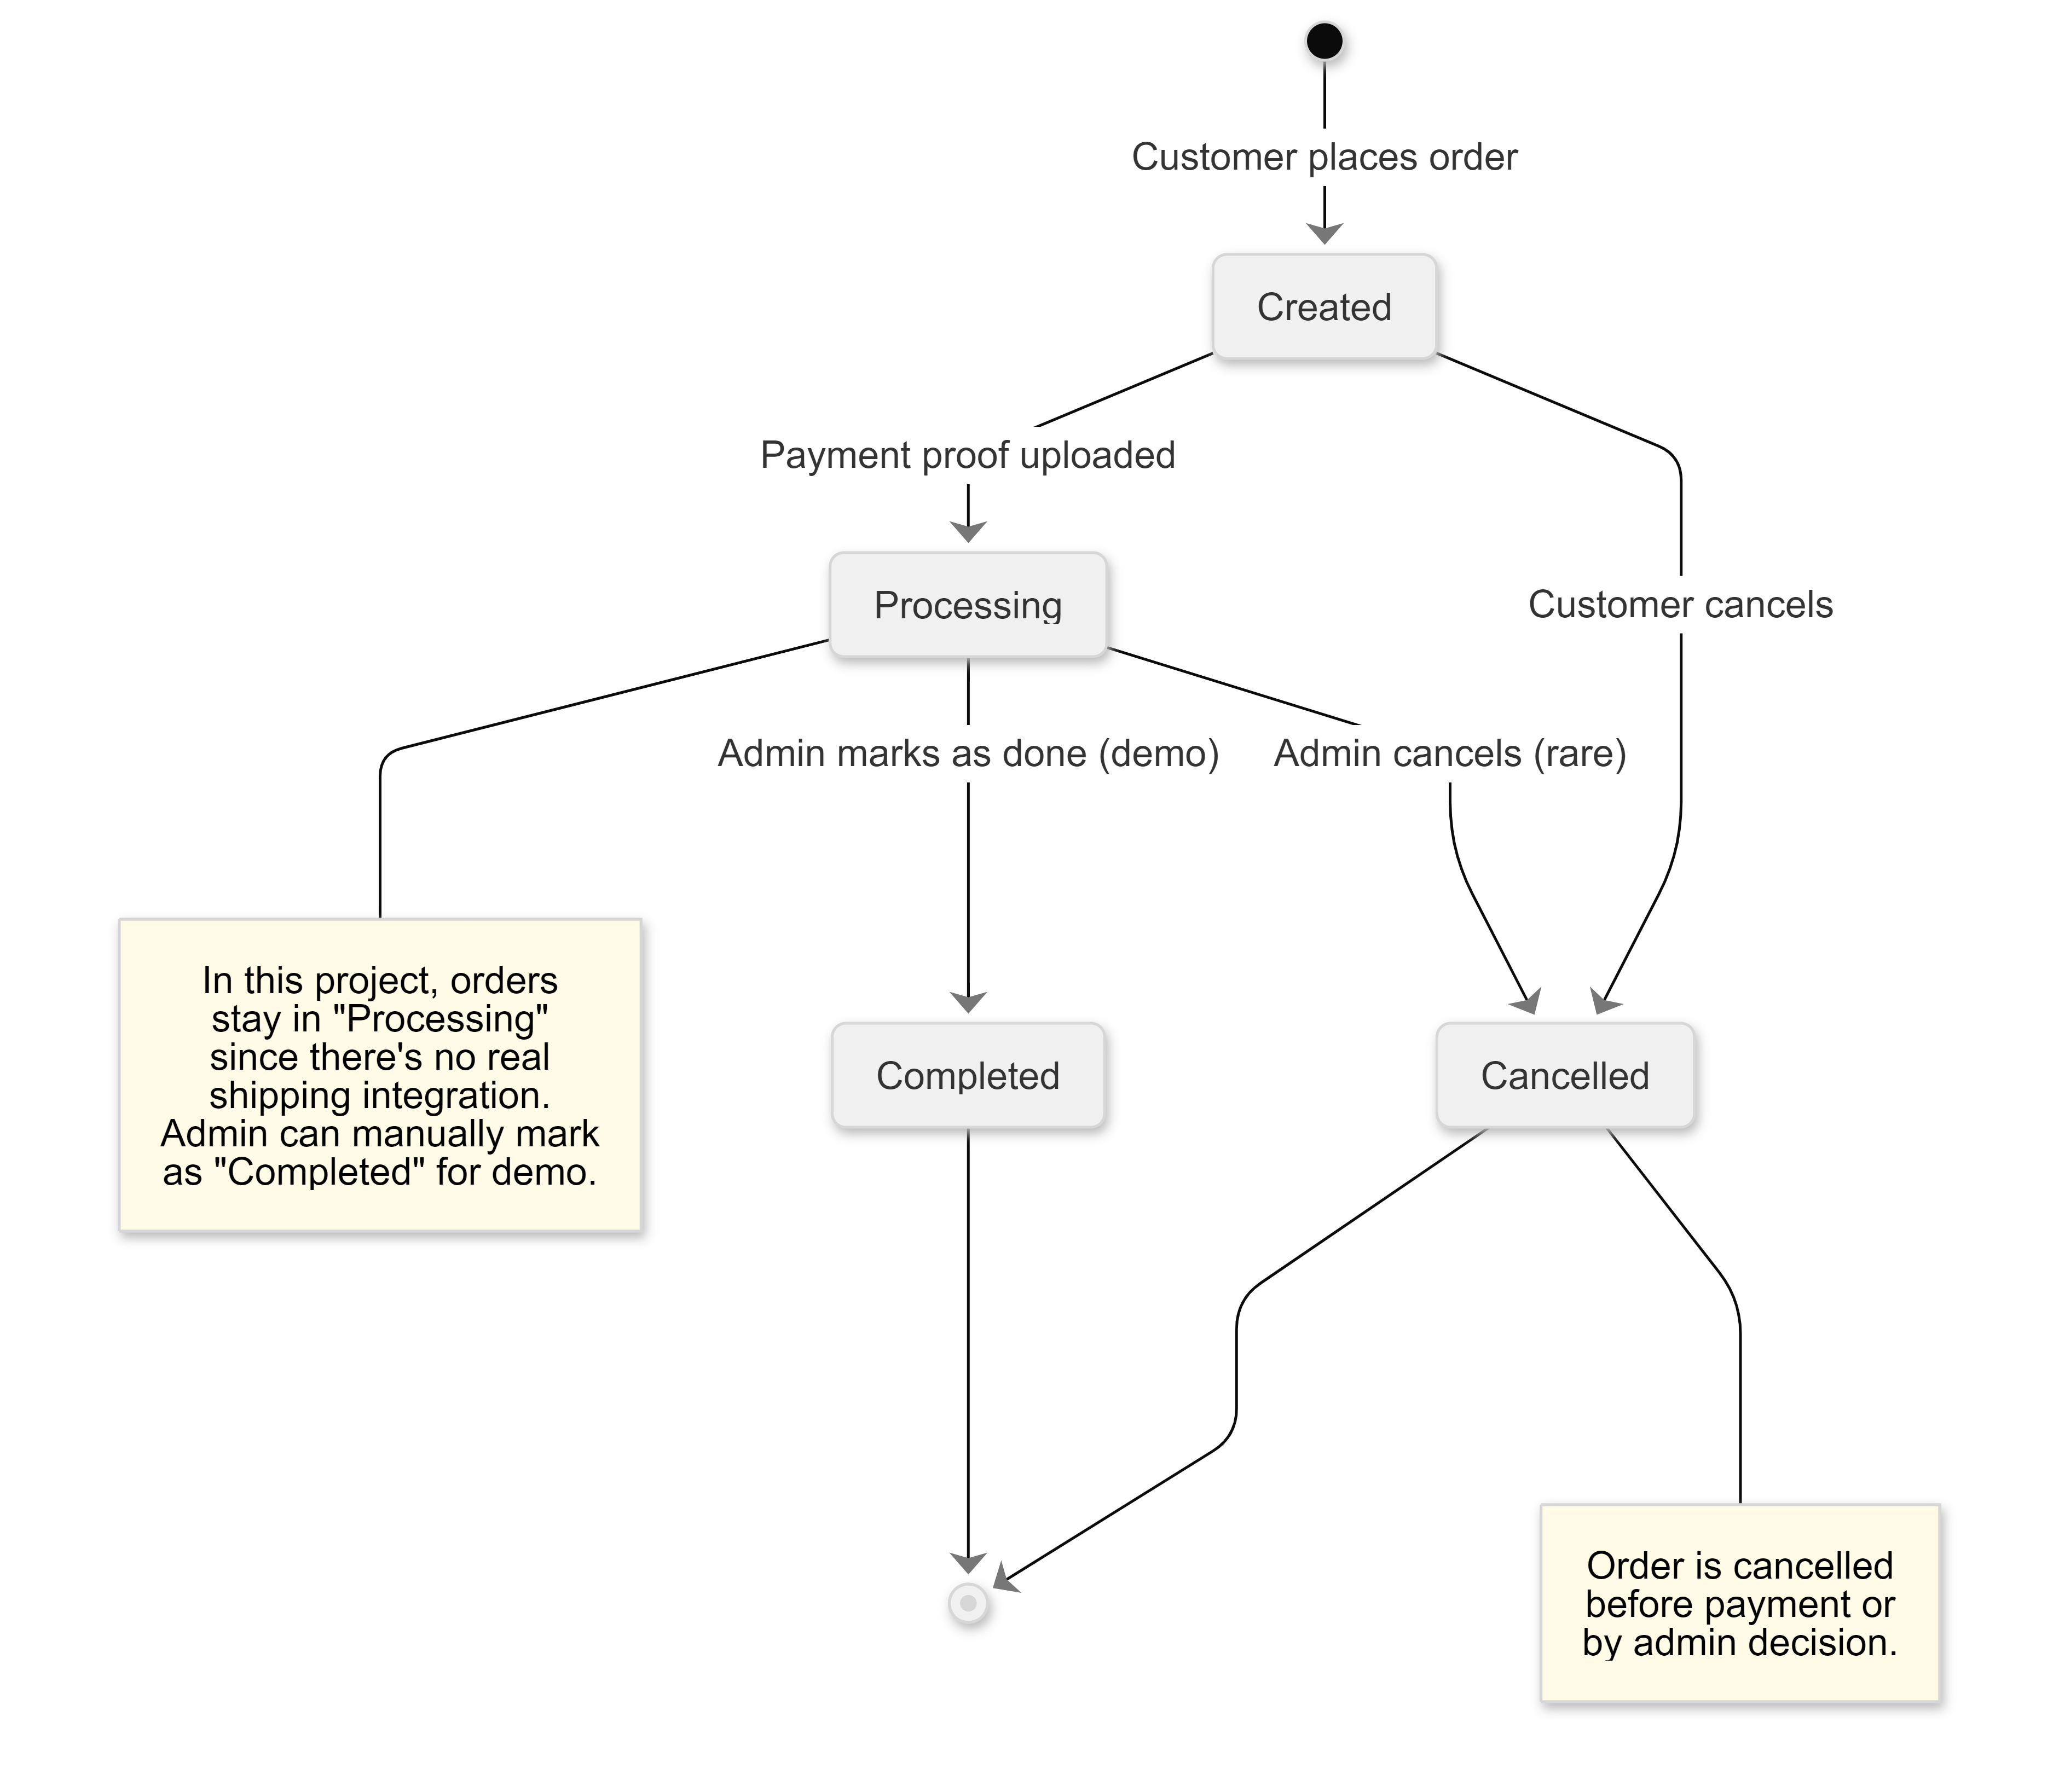 Customer places order
Created
Payment proof uploaded
Processing
Customer cancels
Admin marks as done (demo)
Admin cancels (rare)
In this project, orders
stay in "Processing"
since there's no real
shipping integration.
Admin can manually mark
as "Completed" for demo.
Completed
Cancelled
Order is cancelled
before payment or
by admin decision.